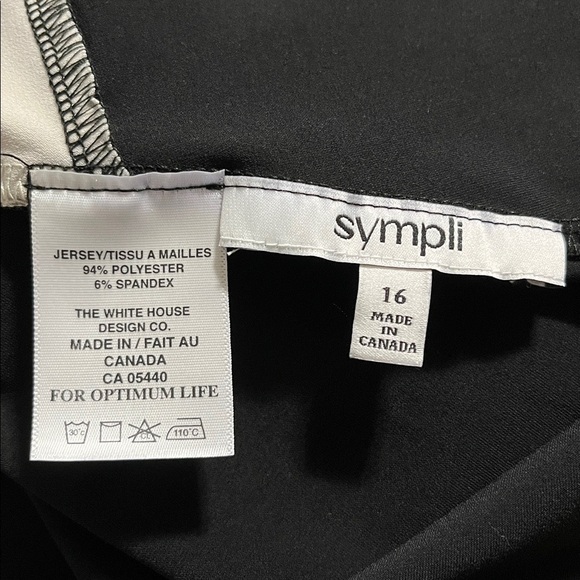 JERSEY/TISSU A MAILLES
94% POLYESTER
6% SPANDEX
THE WHITE HOUSE
DESIGN CO.
MADE IN / FAIT AU
CANADA
CA 05440
FOR OPTIMUM LIFE
30°C
CL
110°C
sympli
16
MADE
IN
CANADA